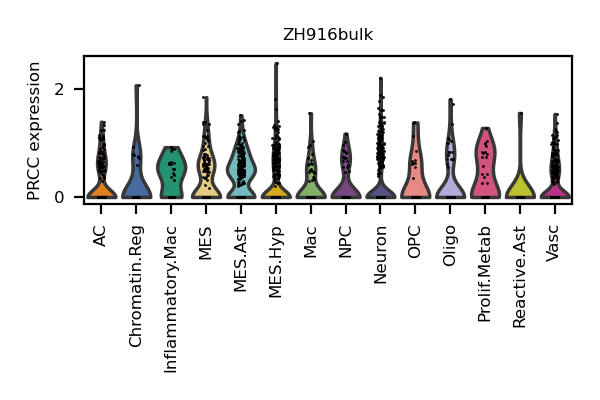 ZH916bulk
PRCC expression
2
0
AC
Chromatin.Reg
Inflammatory.Mac
MES
MES.Ast
MES.Hyp
Mac
NPC
Neuron
OPC
Oligo
Prolif.Metab
Reactive.Ast
Vasc